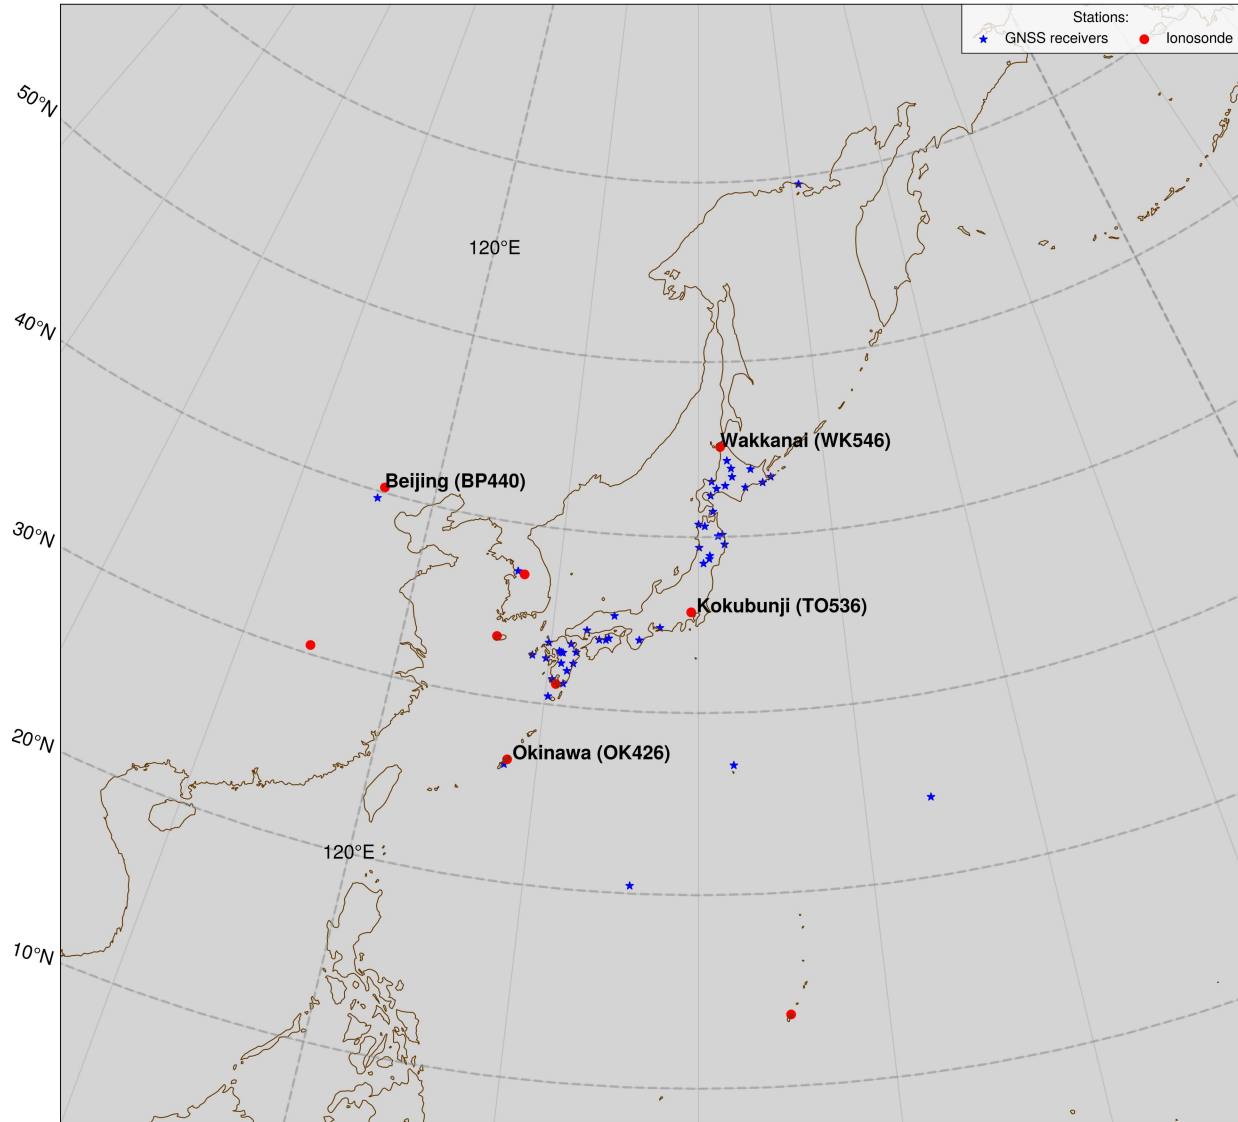 Stations:
GNSS receivers
Ionosonde
50°N
120°E
40°N
Wakkanai (WK546)
Beijing (BP440)
30°N
Kokubunji (TO536)
20°N
Okinawa (OK426)
120°E
10°N